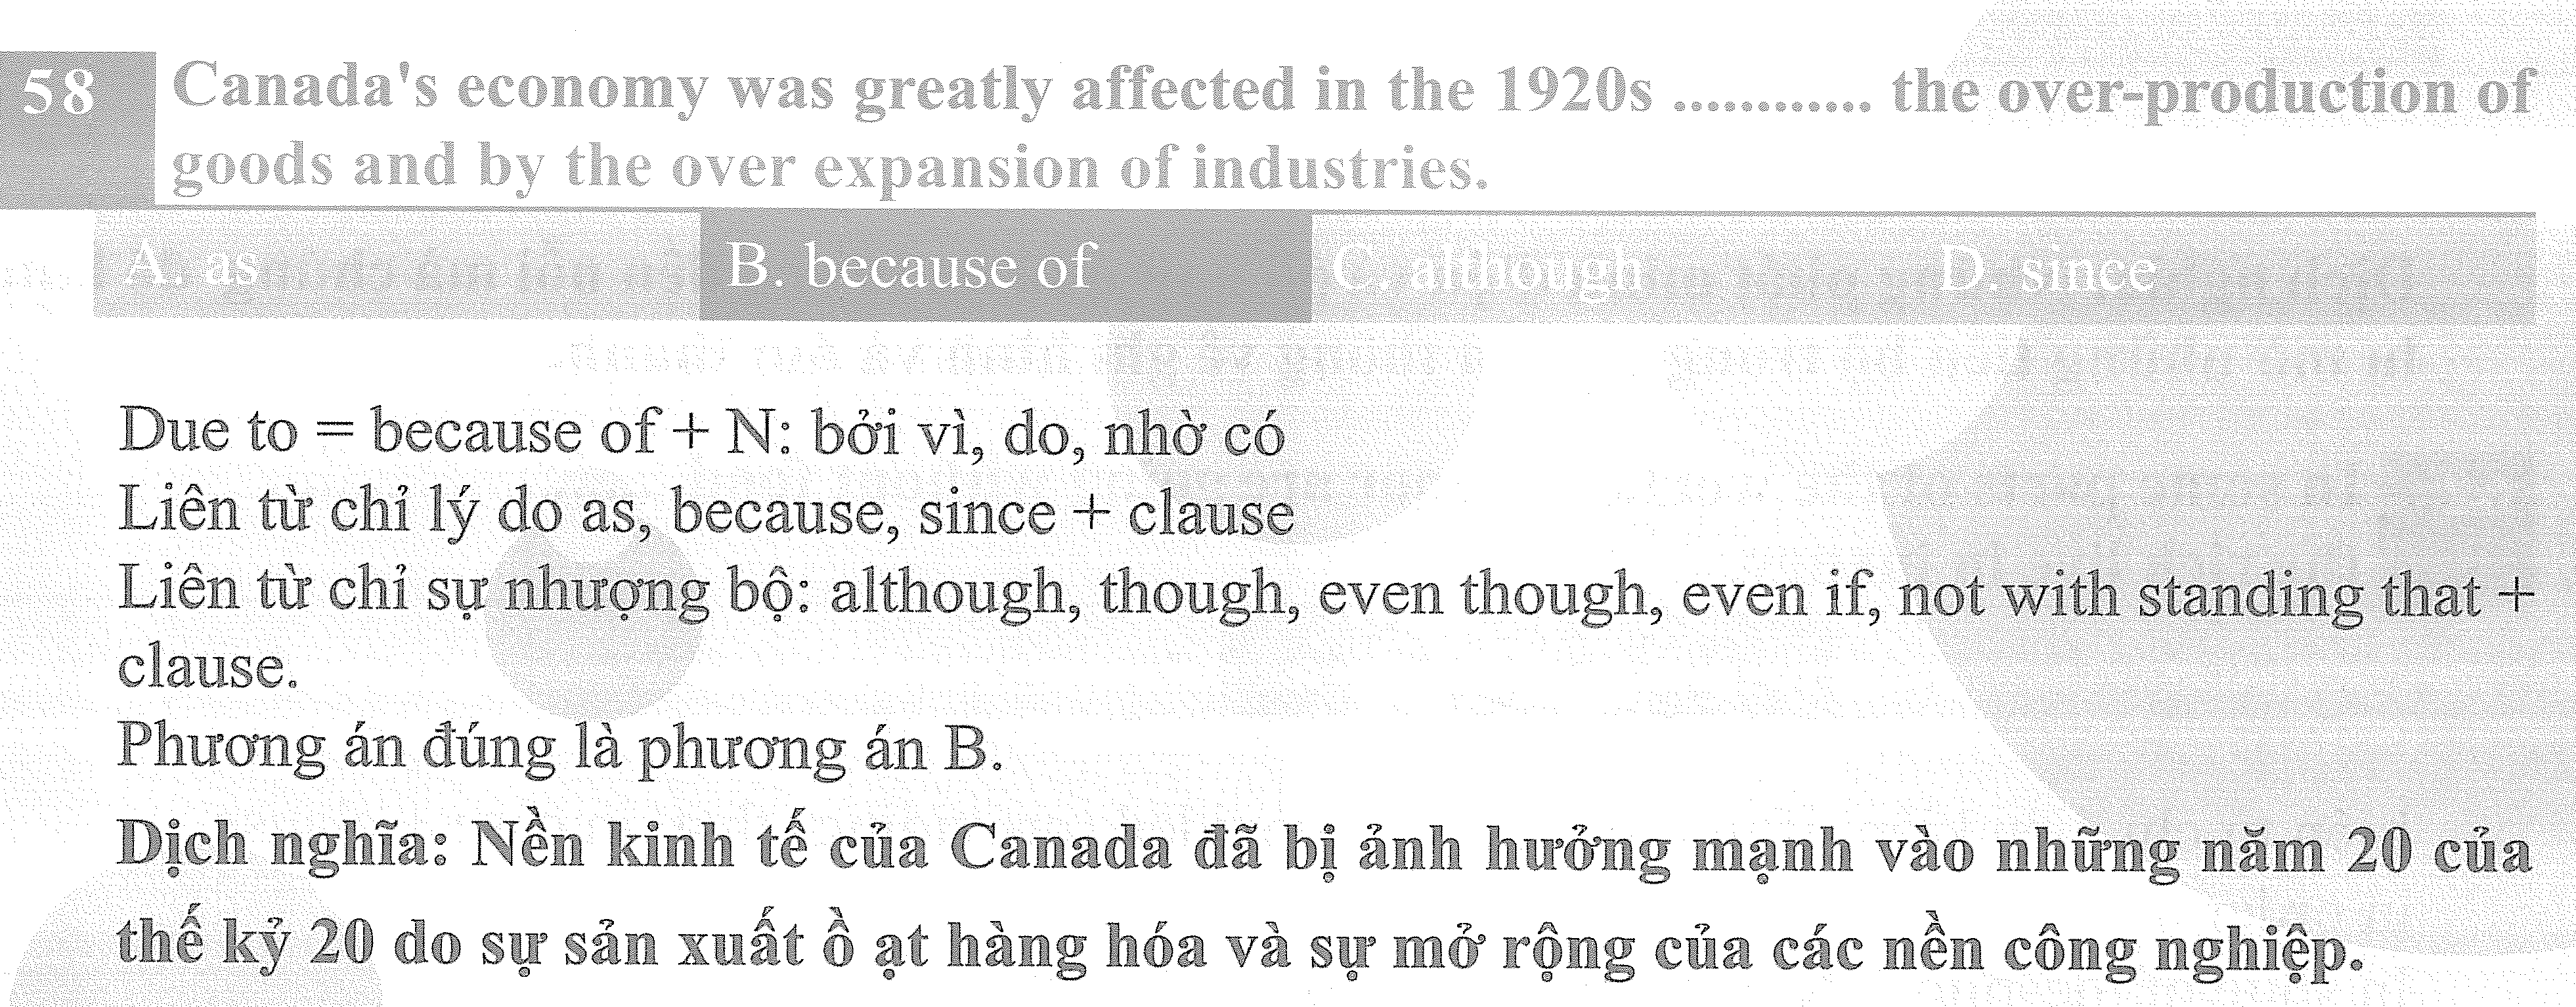 58 Canada's economy was greatly affected in the 1920s ............ the over-production of
goods and by the over expansion of industries.
A. as B. because of C. although D. since
Due to = because of + N: bởi vì, do, nhờ có
Liên từ chỉ lý do as, because, since + clause
Liên từ chỉ sự nhượng bộ: although, though, even though, even if, not with standing that +
clause.
Phương án đúng là phương án B.
Dịch nghĩa: Nền kinh tế của Canada đã bị ảnh hưởng mạnh vào những năm 20 của
thế kỷ 20 do sự sản xuất ồ ạt hàng hóa và sự mở rộng của các nền công nghiệp.